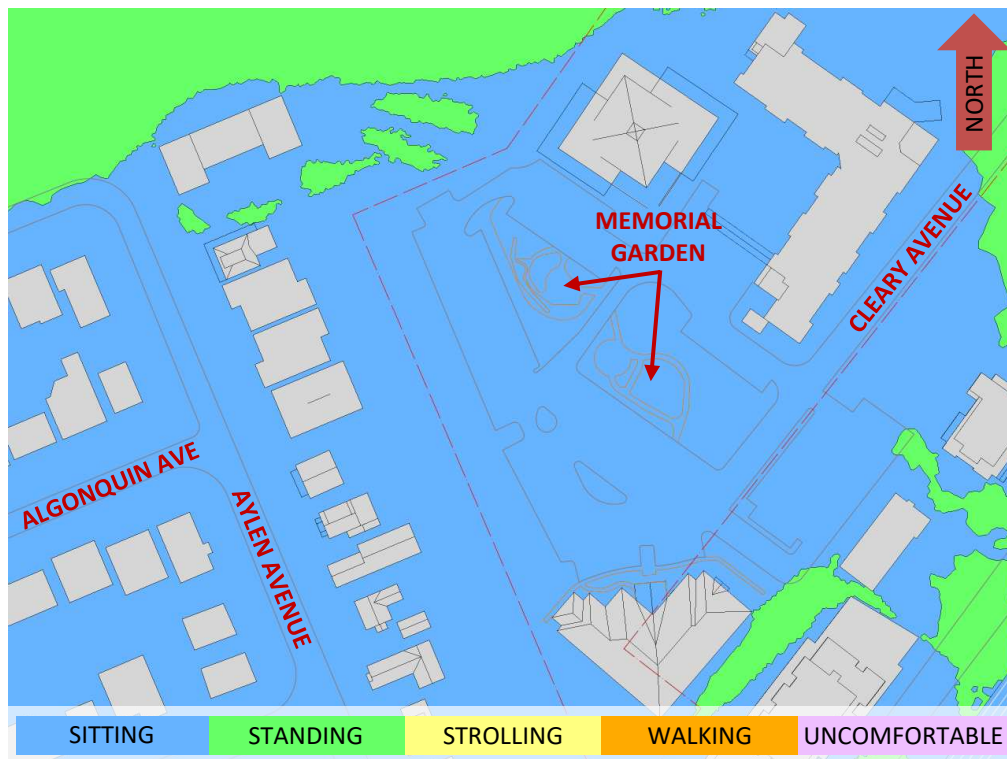 NORTH
MEMORIAL
GARDEN
CLEARY AVENUE
ALGONQUIN AVE
AYLEN AVENUE
SITTING
STANDING
STROLLING
WALKING
UNCOMFORTABLE